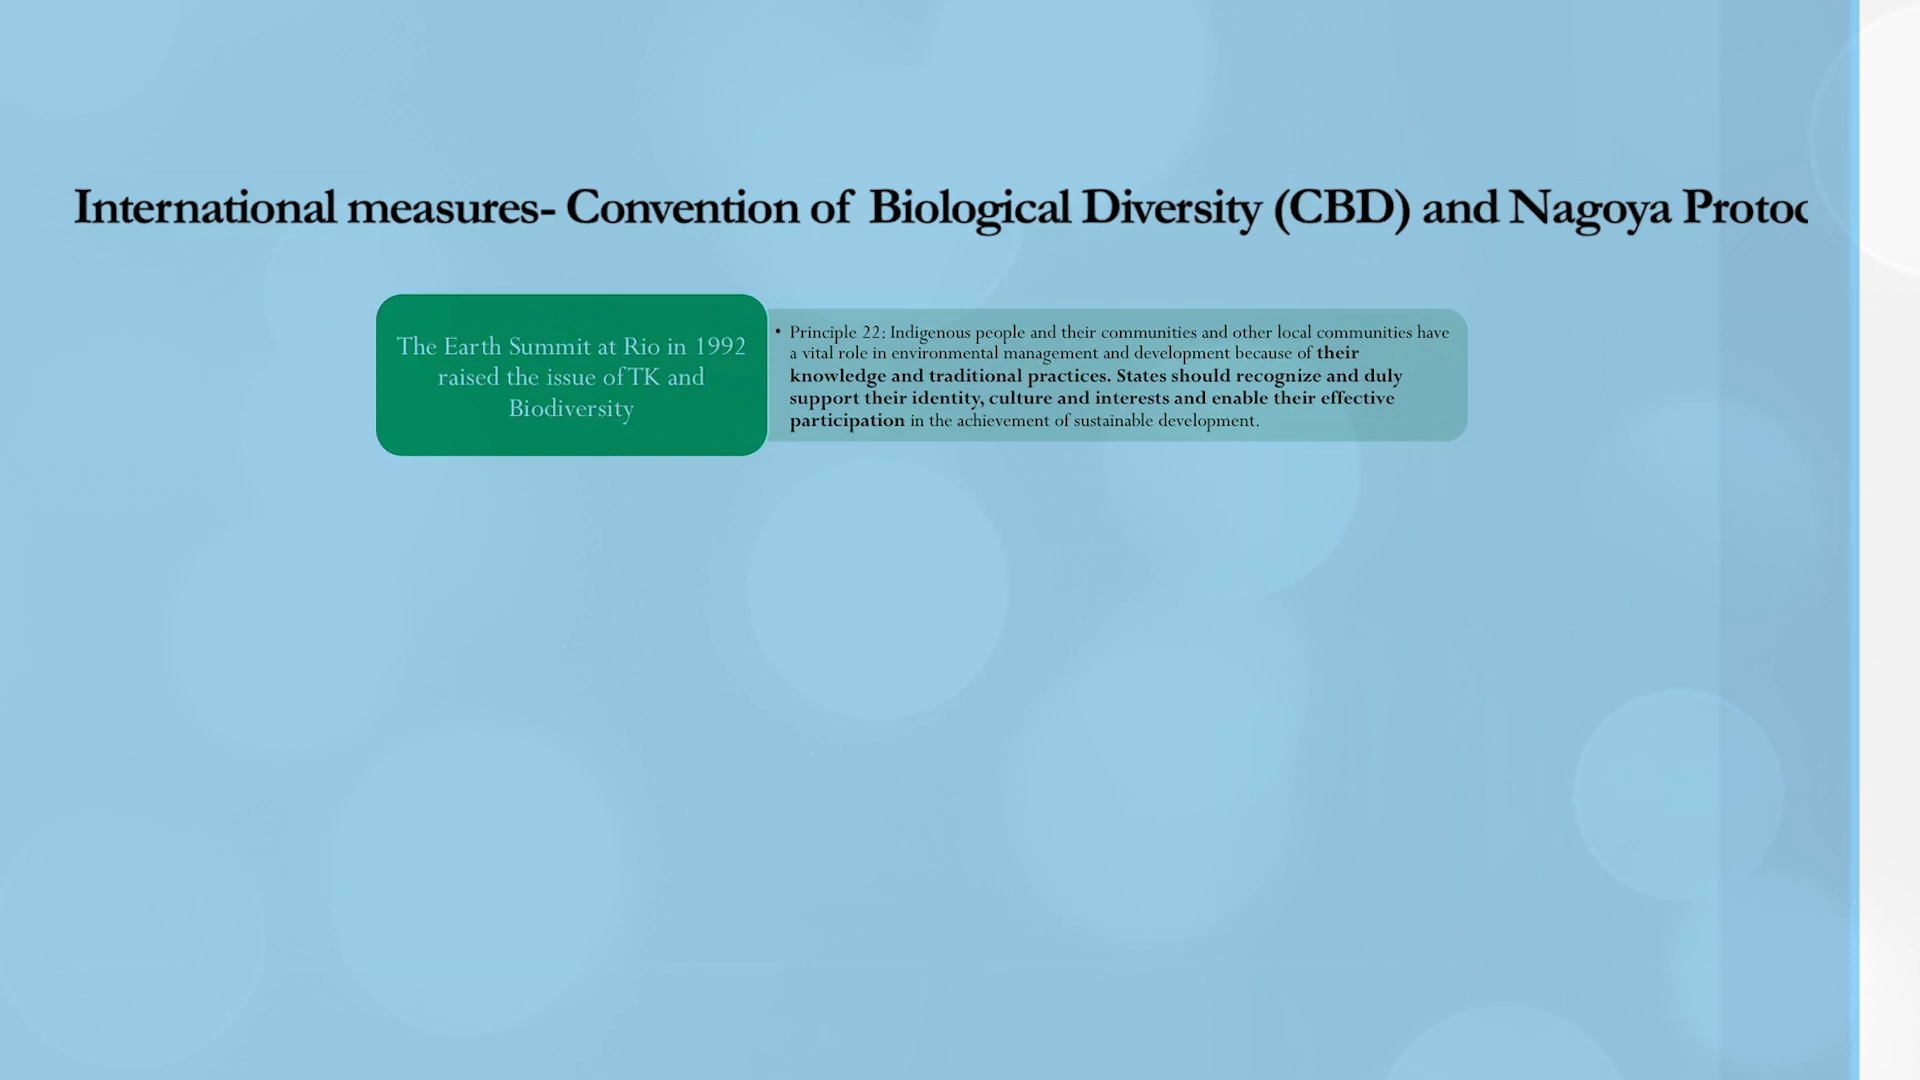 International measures- Convention of Biological Diversity (CBD) and Nagoya Protoc
The Earth Summit at Rio in 1992
raised the issue of TK and
Biodiversity
• Principle 22: Indigenous people and their communities and other local communities have
a vital role in environmental management and development because of their
knowledge and traditional practices. States should recognize and duly
support their identity, culture and interests and enable their effective
participation in the achievement of sustainable development.